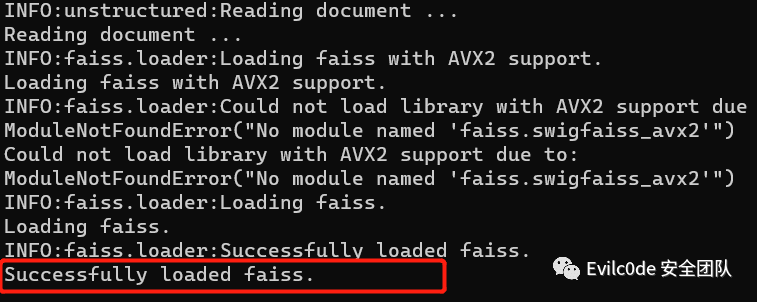 INFO:unstructured:Reading document ...
Reading document ...
INFO:faiss.loader:Loading faiss with AVX2 support.
Loading faiss with AVX2 support.
INFO:faiss.loader:Could not load library with AVX2 support due
ModuleNotFoundError("No module named 'faiss.swigfaiss_avx2'")
Could not load library with AVX2 support due to:
ModuleNotFoundError("No module named 'faiss.swigfaiss_avx2'")
INFO:faiss.loader:Loading faiss.
Loading faiss.
INFO:faiss.loader:Successfully loaded faiss.
Successfully loaded faiss.
Evilc0de 安全团队